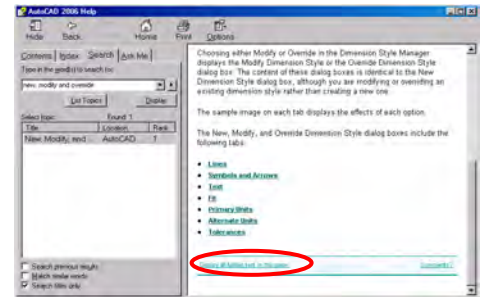 AutoCAD 2006 Help
Hide Back Home Print Options
Contents Index Search Ask Me
Type in the word(s) to search for:
new, modify and override
List Topics Display
Select topic: Found: 1
Title Location Rank
New, Modify, and ... AutoCAD 1
Search previous results
Match similar words
Search titles only
Choosing either Modify or Override in the Dimension Style Manager
displays the Modify Dimension Style or the Override Dimension Style
dialog box. The content of these dialog boxes is identical to the New
Dimension Style dialog box, although you are modifying or overriding an
existing dimension style rather than creating a new one.
The sample image on each tab displays the effects of each option.
The New, Modify, and Override Dimension Style dialog boxes include the
following tabs:
• Lines
• Symbols and Arrows
• Text
• Fit
• Primary Units
• Alternate Units
• Tolerances
hidden text in this page Comments?